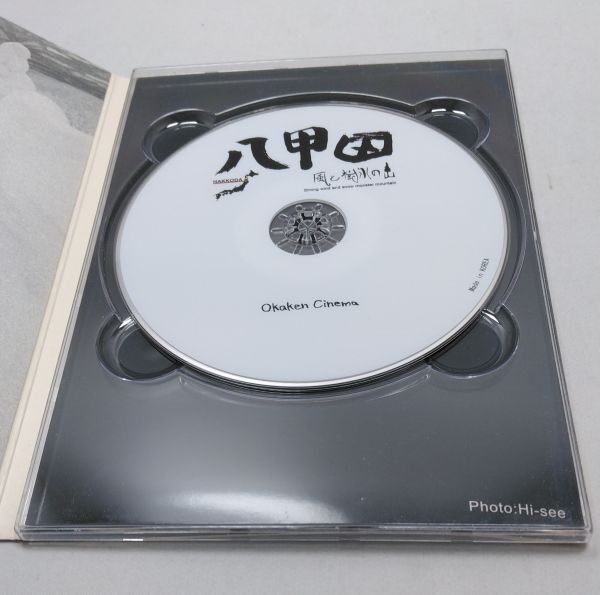 八甲田
HAKKODA
風と樹氷の山
Strong wind and snow monster mountain
Made in KOREA
Okaken Cinema
Photo:Hi-see